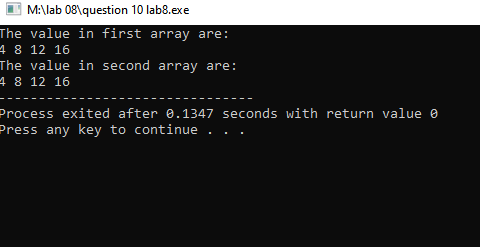 M:\lab 08\question 10 lab8.exe
The value in first array are:
4 8 12 16
The value in second array are:
4 8 12 16
--------------------------------
Process exited after 0.1347 seconds with return value 0
Press any key to continue . . .